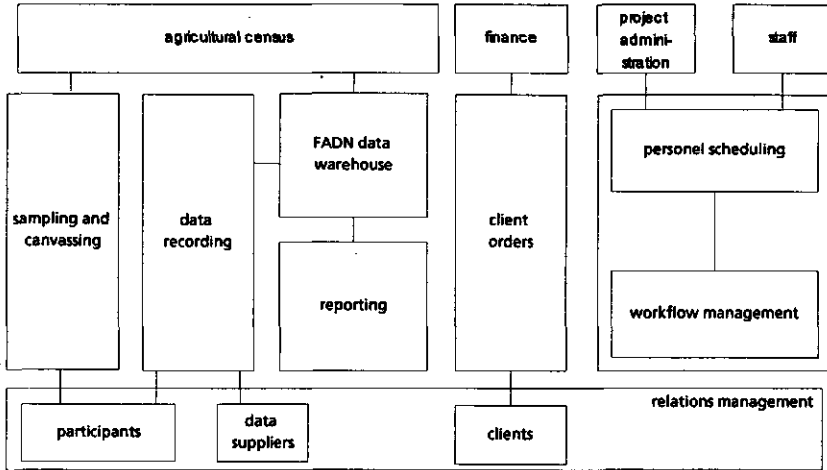 agricultural census
finance
project
admini-
stration
staff
sampling and
canvassing
data
recording
FADN data
warehouse
reporting
client
orders
personel scheduling
workflow management
relations management
participants
data
suppliers
clients